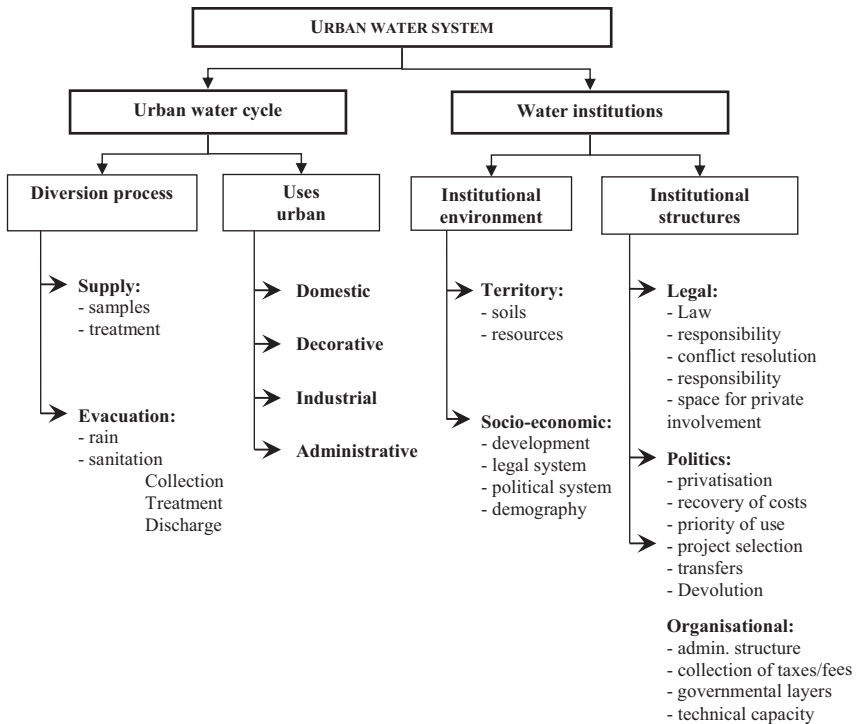 URBAN WATER SYSTEM
Urban water cycle
Water institutions
Diversion process
Uses
urban
Institutional
environment
Institutional
structures
Supply:
- samples
- treatment
Evacuation:
- rain
- sanitation
Collection
Treatment
Discharge
Domestic
Decorative
Industrial
Administrative
Territory:
- soils
- resources
Socio-economic:
- development
- legal system
- political system
- demography
Legal:
- Law
- responsibility
- conflict resolution
- responsibility
- space for private
involvement
Politics:
- privatisation
- recovery of costs
- priority of use
- project selection
- transfers
- Devolution
Organisational:
- admin. structure
- collection of taxes/fees
- governmental layers
- technical capacity